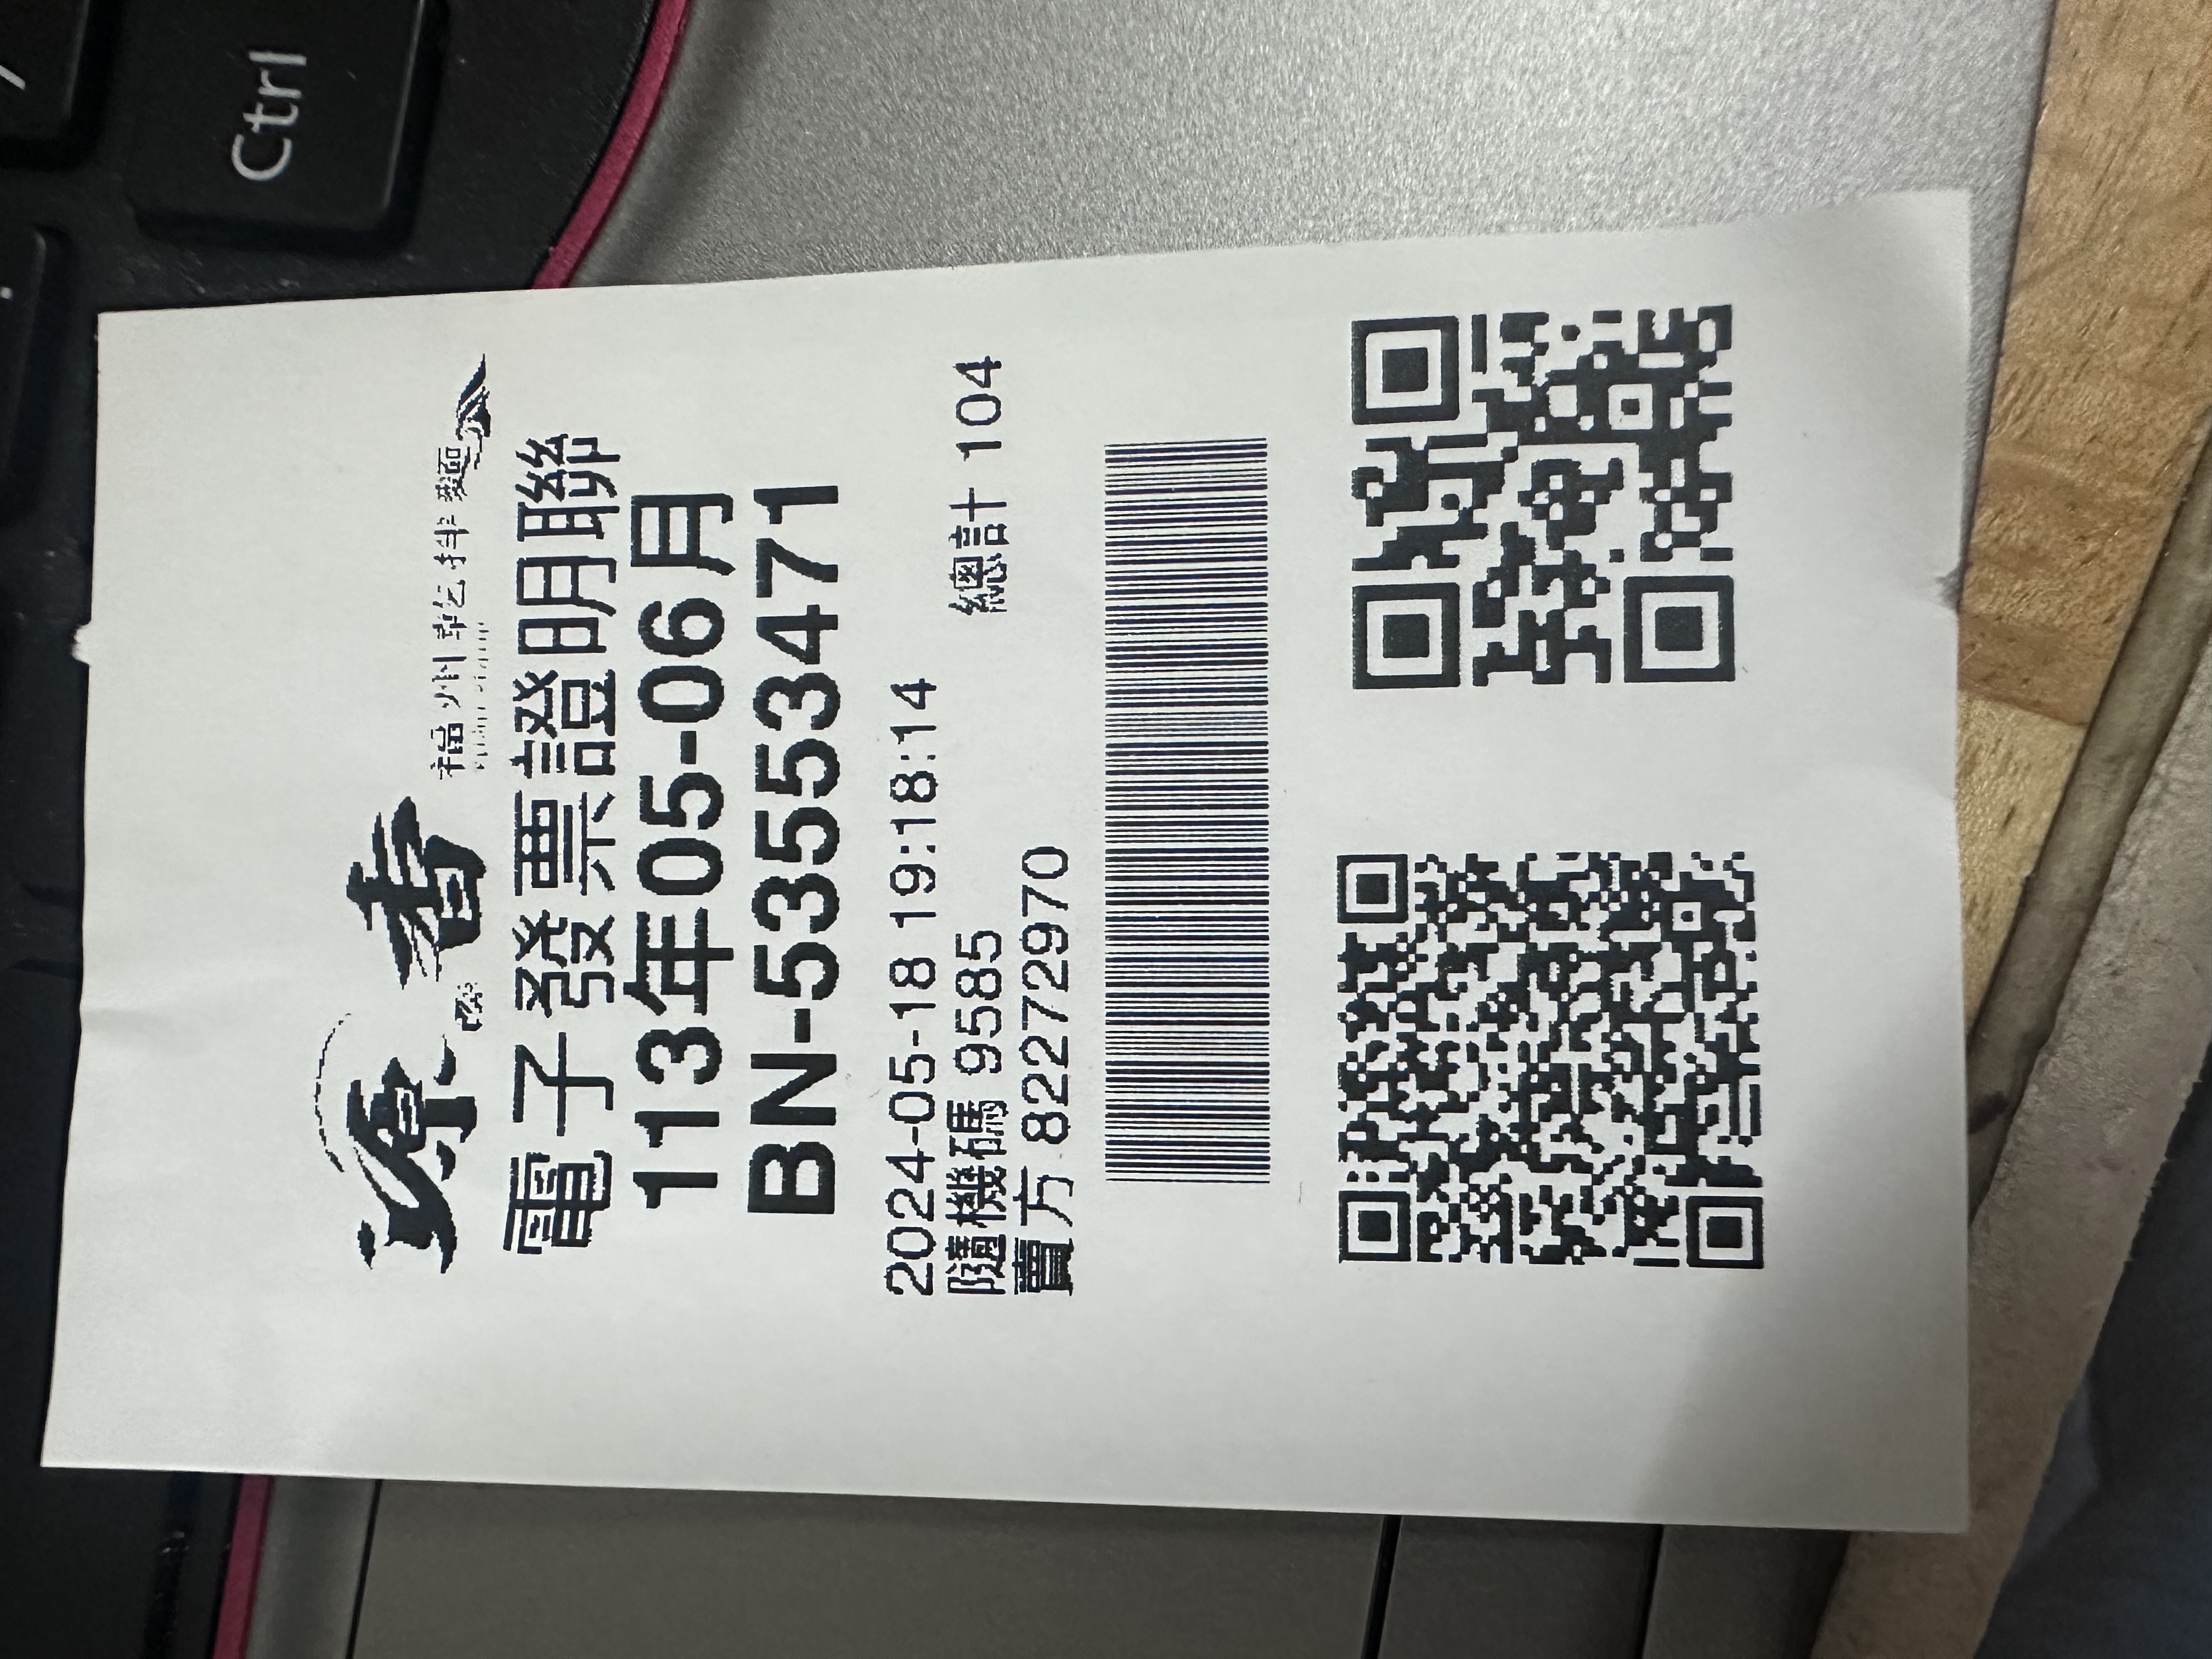 源香 福州乾拌麵
電子發票證明聯
113年05-06月
BN-53553471
2024-05-18 19:18:14
隨機碼 9585 總計 104
賣方 82272970
Ctrl